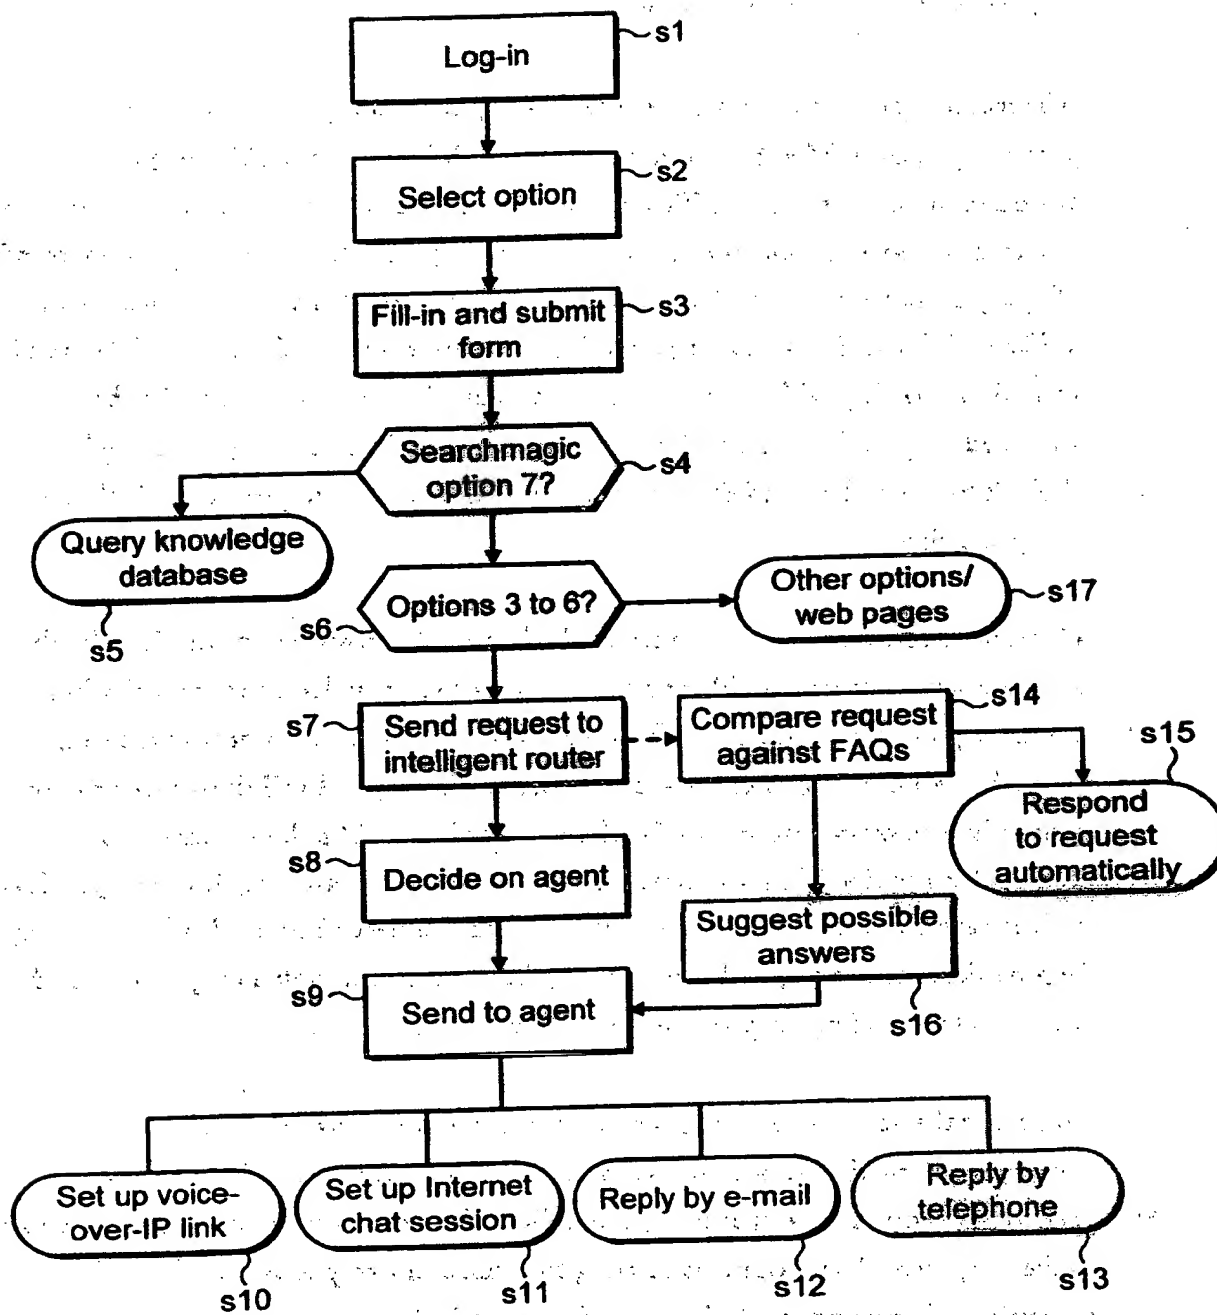 Log-in
s1
Select option
s2
Fill-in and submit
form
s3
Searchmagic
option 7?
s4
Query knowledge
database
s5
Options 3 to 6?
s6
Other options/
web pages
s17
s7
Send request to
intelligent router
Compare request
against FAQs
s14
s15
Respond
to request
automatically
s8
Decide on agent
Suggest possible
answers
s16
s9
Send to agent
Set up voice-
over-IP link
s10
Set up Internet
chat session
s11
Reply by e-mail
s12
Reply by
telephone
s13